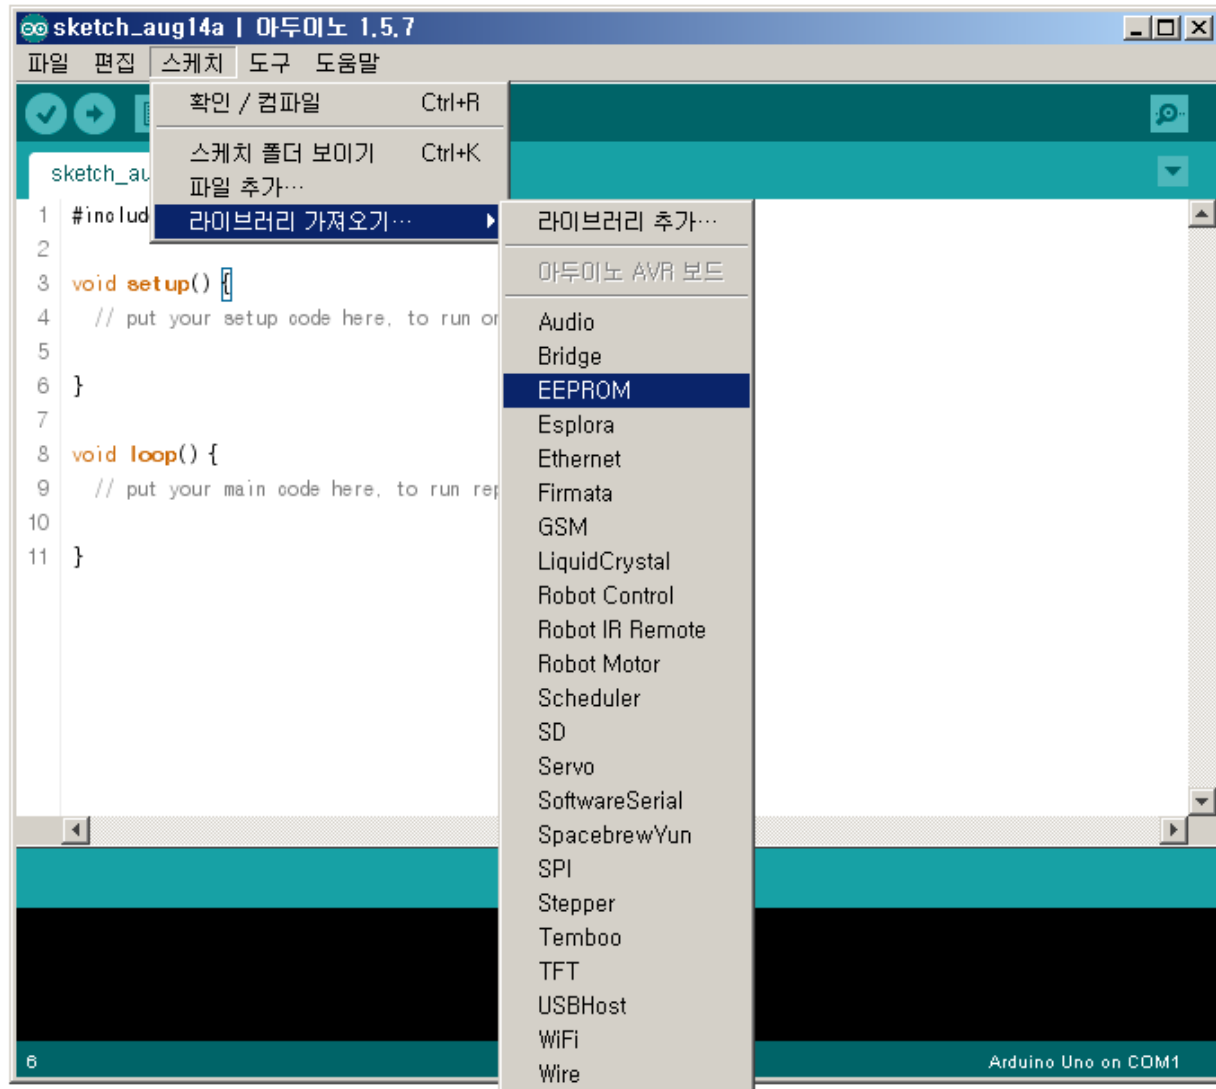 sketch_aug14a | 아두이노 1.5.7
파일 편집 스케치 도구 도움말
확인 / 컴파일 Ctrl+R
스케치 폴더 보이기 Ctrl+K
파일 추가...
라이브러리 가져오기...
sketch_au
1 #includ
2
3 void setup() {
4 // put your setup code here, to run or
5
6 }
7
8 void loop() {
9 // put your main code here, to run rep
10
11 }
라이브러리 추가...
아두이노 AVR 보드
Audio
Bridge
EEPROM
Esplora
Ethernet
Firmata
GSM
LiquidCrystal
Robot Control
Robot IR Remote
Robot Motor
Scheduler
SD
Servo
SoftwareSerial
SpacebrewYun
SPI
Stepper
Temboo
TFT
USBHost
WiFi
Wire
6
Arduino Uno on COM1